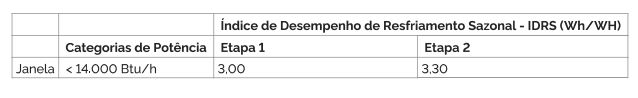 Índice de Desempenho de Resfriamento Sazonal - IDRS (Wh/WH)
Categorias de Potência Etapa 1 Etapa 2
Janela < 14.000 Btu/h 3,00 3,30